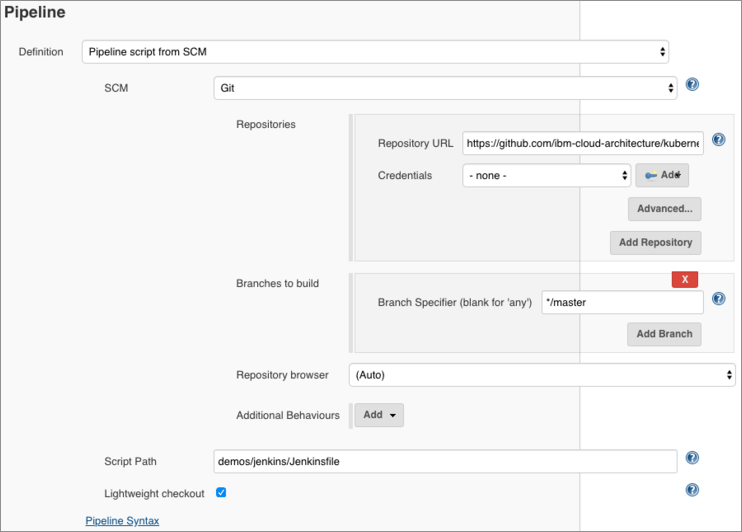 Pipeline
Definition Pipeline script from SCM
SCM Git
Repositories
Repository URL https://github.com/ibm-cloud-architecture/kuberne
Credentials - none - Add
Advanced...
Add Repository
Branches to build X
Branch Specifier (blank for 'any') */master
Add Branch
Repository browser (Auto)
Additional Behaviours Add
Script Path demos/jenkins/Jenkinsfile
Lightweight checkout
Pipeline Syntax